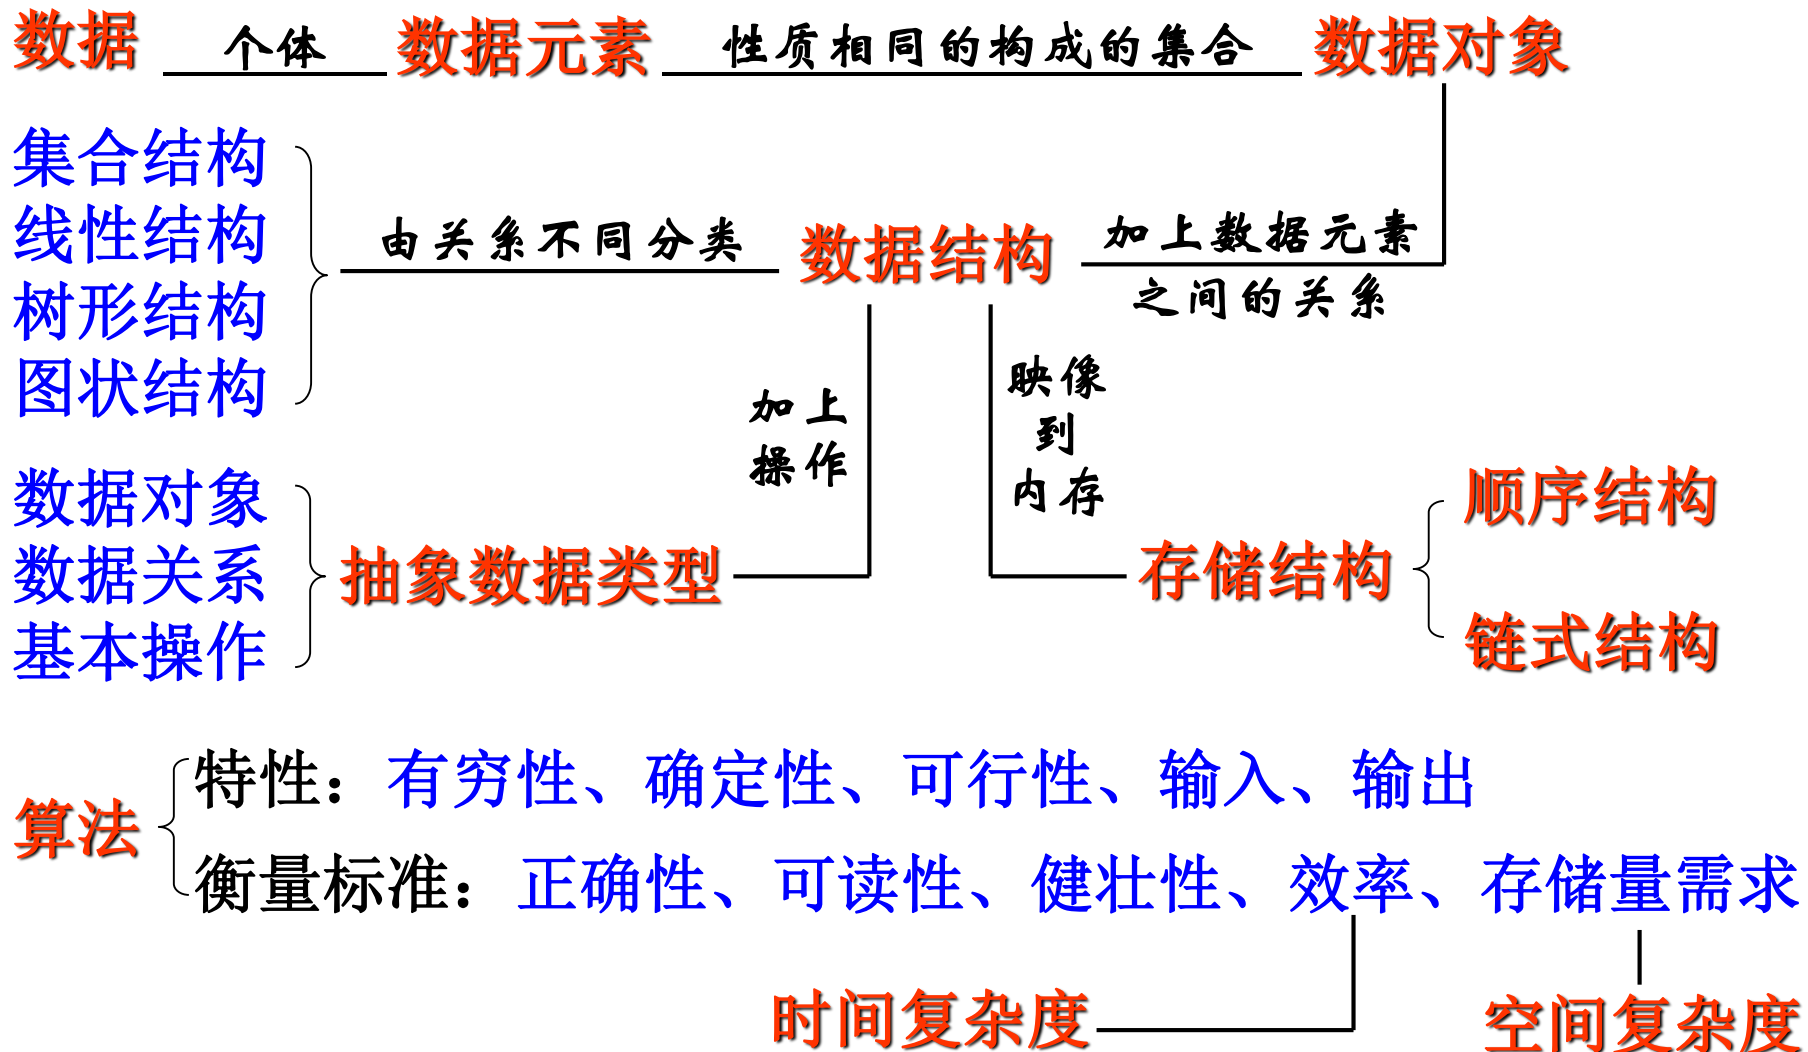 数据 个体 数据元素 性质相同的构成的集合 数据对象
集合结构
线性结构
树形结构
图状结构
由关系不同分类
数据结构
加上数据元素
之间的关系
加上
操作
映像
到
内存
数据对象
数据关系
基本操作
抽象数据类型
存储结构
顺序结构
链式结构
算法
特性：有穷性、确定性、可行性、输入、输出
衡量标准：正确性、可读性、健壮性、效率、存储量需求
时间复杂度
空间复杂度